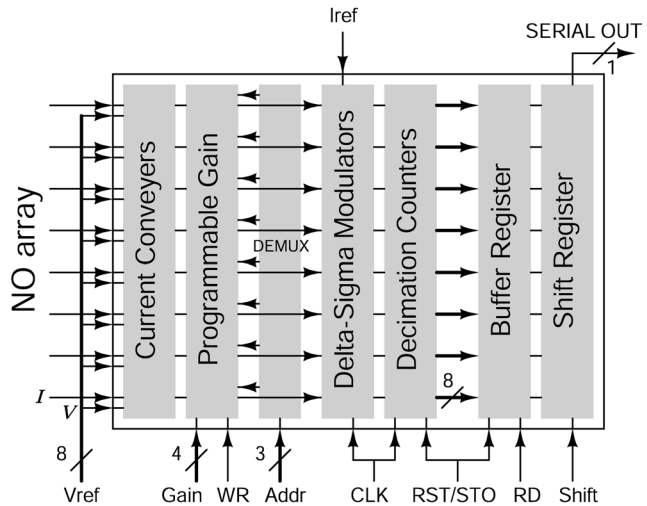 Iref
SERIAL OUT
1
NO array
Current Conveyers
Programmable Gain
DEMUX
Delta-Sigma Modulators
Decimation Counters
Buffer Register
Shift Register
I
V
8
8
4
3
Vref
Gain
WR
Addr
CLK
RST/STO
RD
Shift